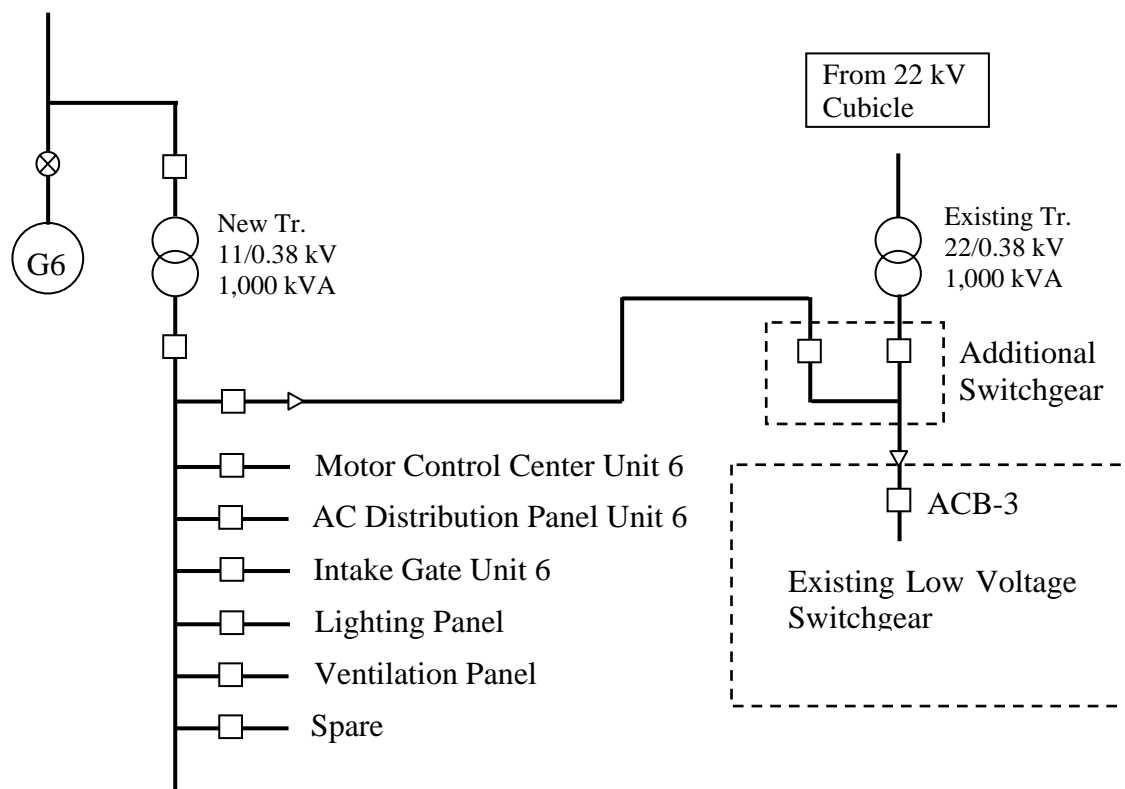 From 22 kV
Cubicle
New Tr.
11/0.38 kV
1,000 kVA
Existing Tr.
22/0.38 kV
1,000 kVA
G6
Additional
Switchgear
Motor Control Center Unit 6
AC Distribution Panel Unit 6
Intake Gate Unit 6
Lighting Panel
Ventilation Panel
Spare
ACB-3
Existing Low Voltage
Switchgear